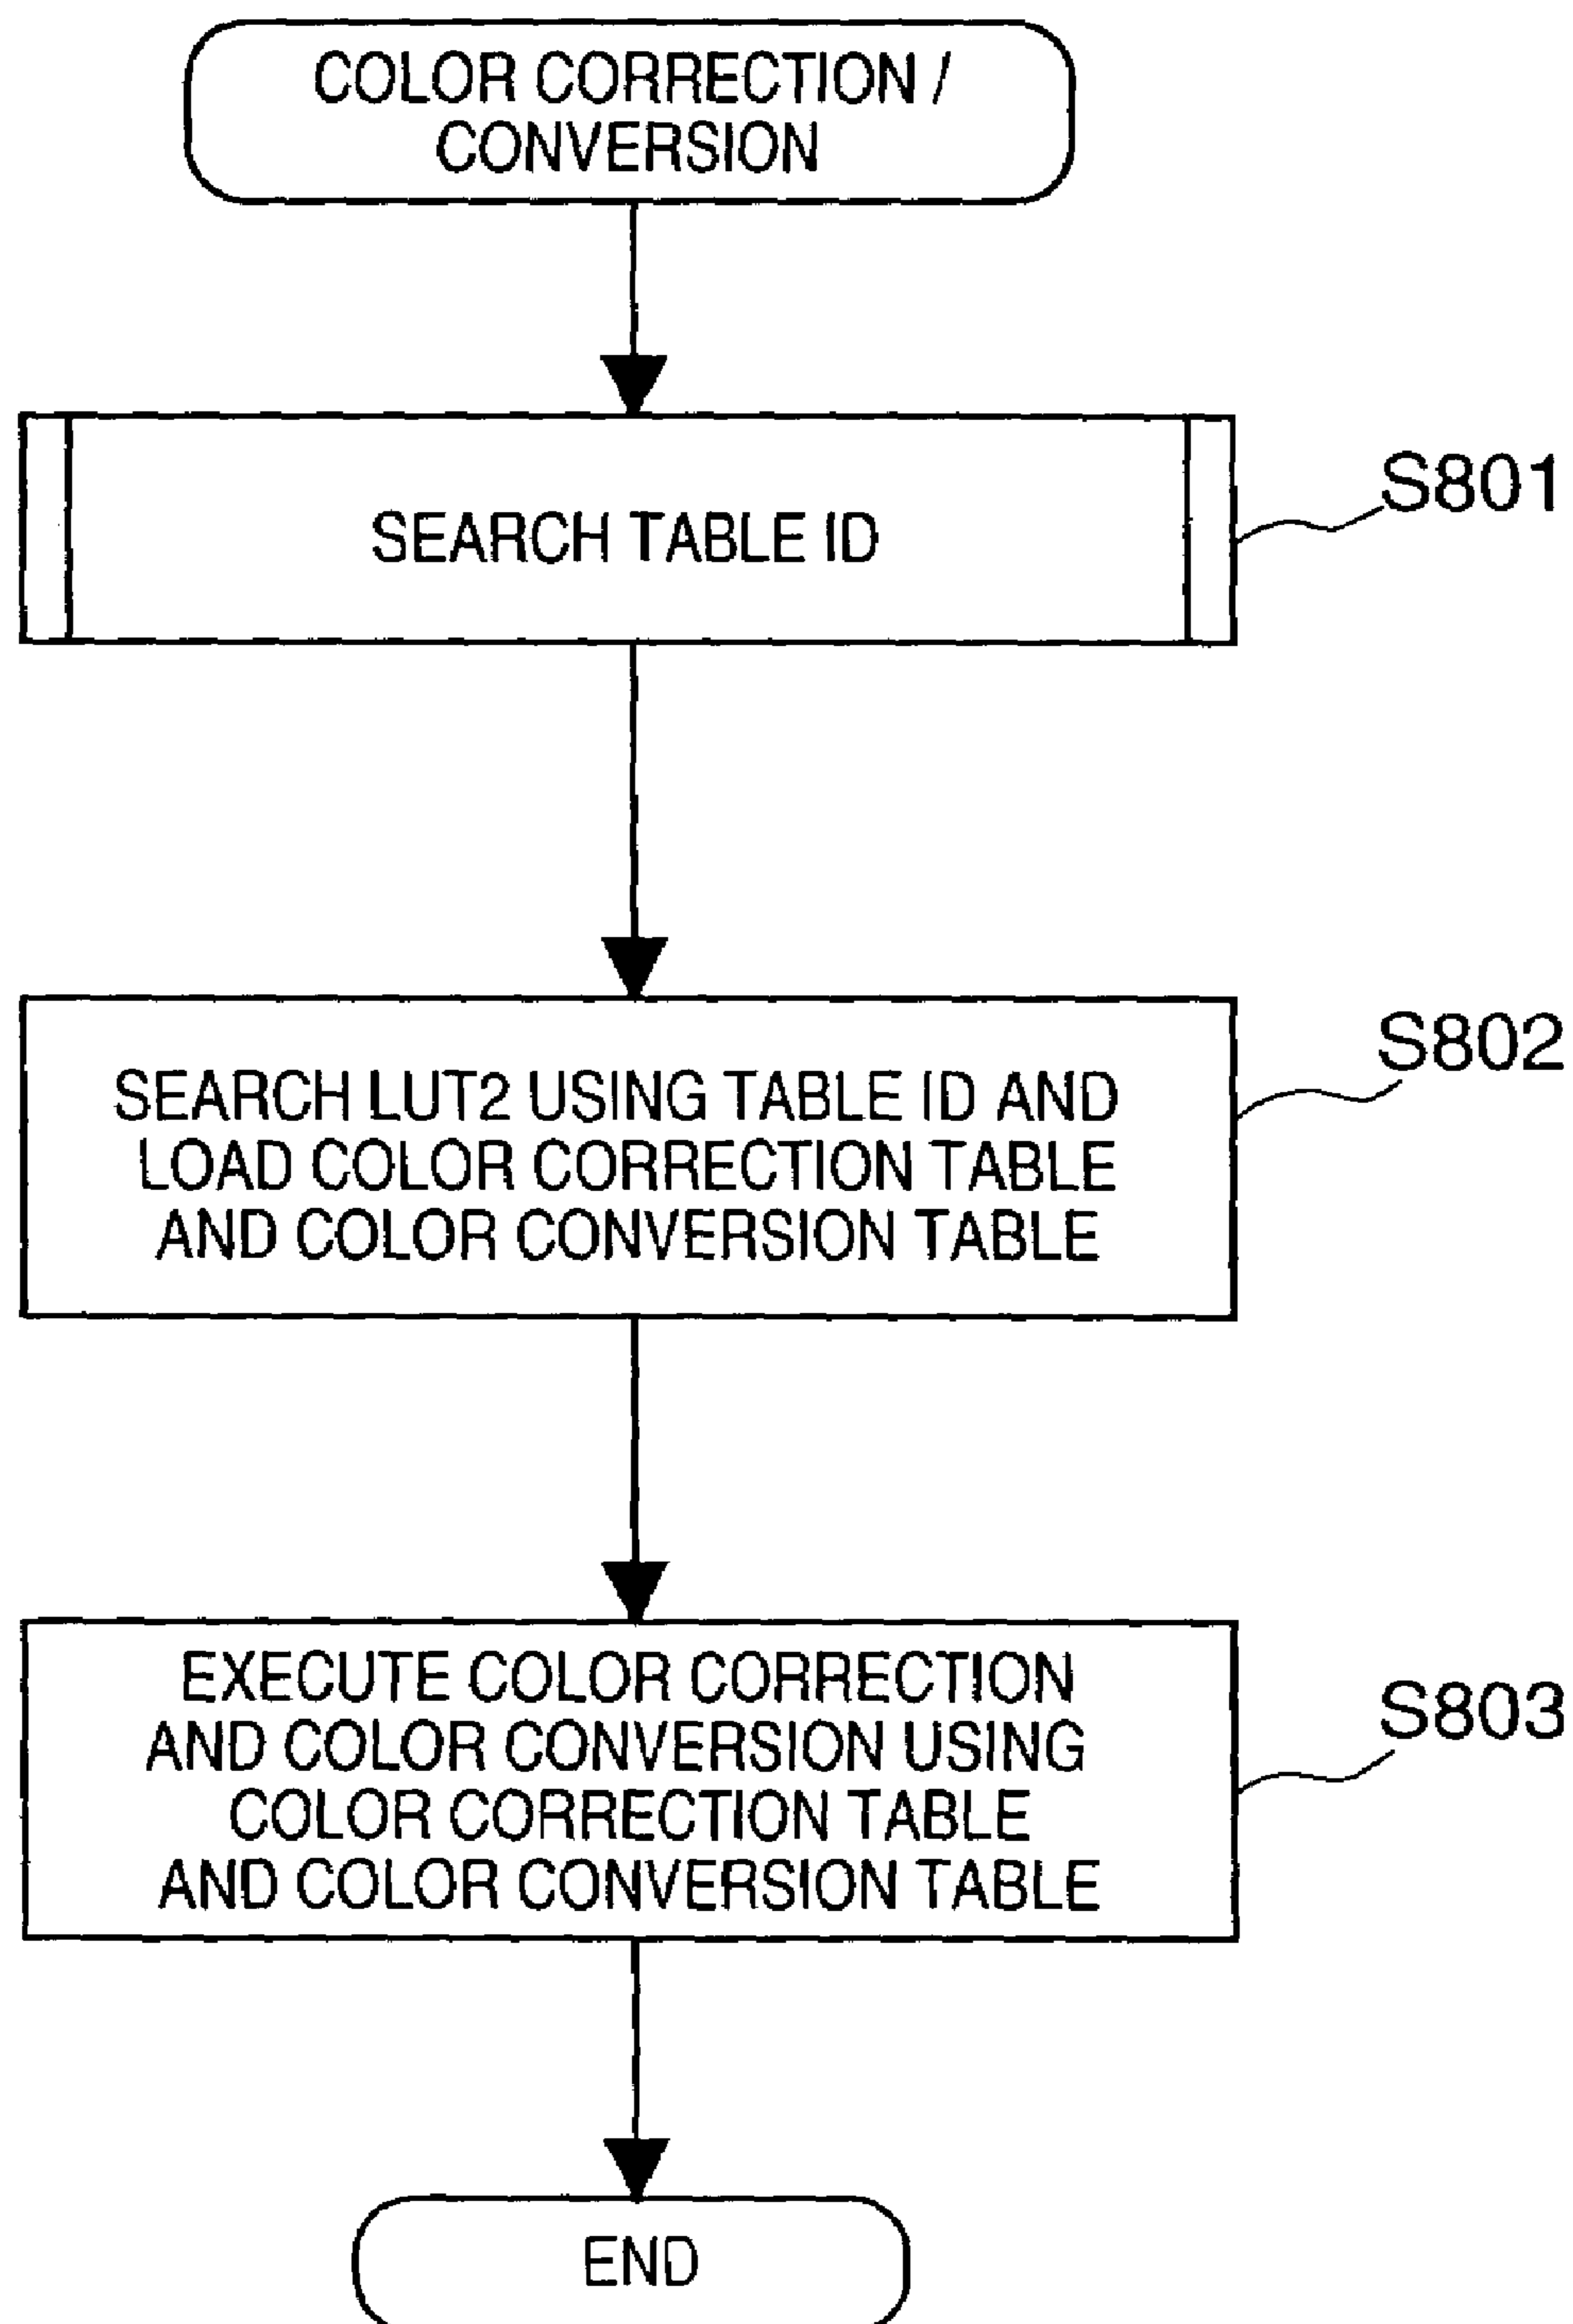 COLOR CORRECTION /
CONVERSION
SEARCH TABLE ID
S801
SEARCH LUT2 USING TABLE ID AND
LOAD COLOR CORRECTION TABLE
AND COLOR CONVERSION TABLE
S802
EXECUTE COLOR CORRECTION
AND COLOR CONVERSION USING
COLOR CORRECTION TABLE
AND COLOR CONVERSION TABLE
S803
END